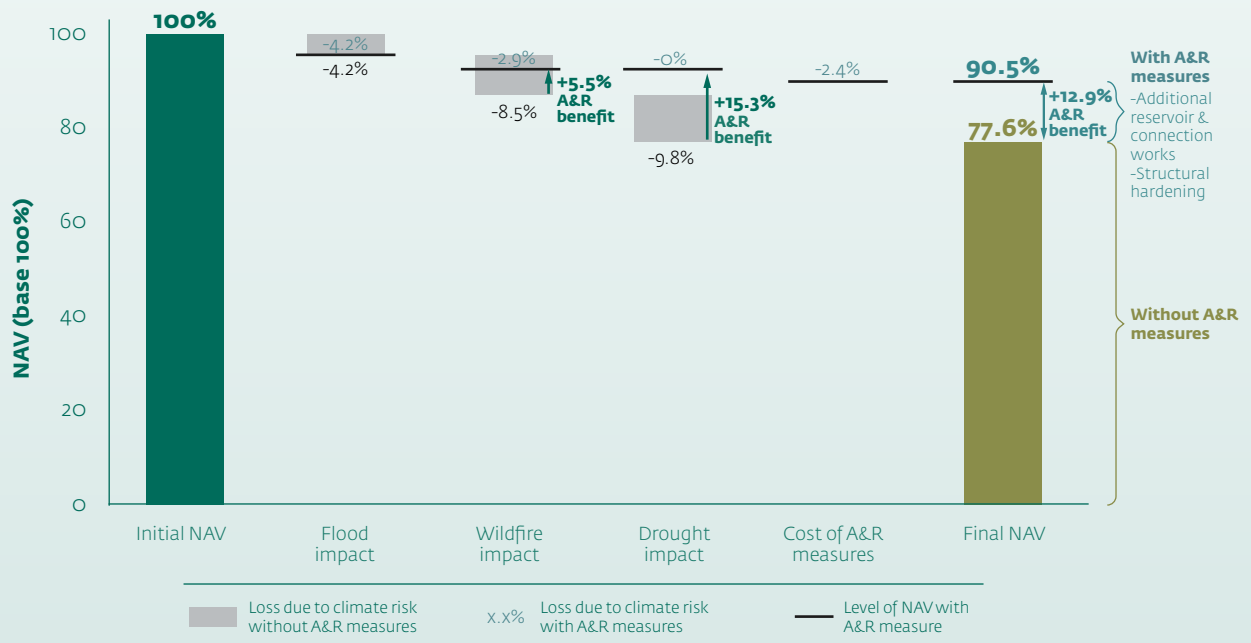 NAV (base 100%)
100
80
60
40
20
0
100%
-4.2%
-4.2%
-2.9%
-8.5%
+5.5%
A&R
benefit
-0%
-9.8%
+15.3%
A&R
benefit
-2.4%
90.5%
77.6%
+12.9%
A&R
benefit
With A&R
measures
-Additional
reservoir &
connection
works
-Structural
hardening
Without A&R
measures
Initial NAV
Flood
impact
Wildfire
impact
Drought
impact
Cost of A&R
measures
Final NAV
Loss due to climate risk
without A&R measures
x.x%
Loss due to climate risk
with A&R measures
Level of NAV with
A&R measure